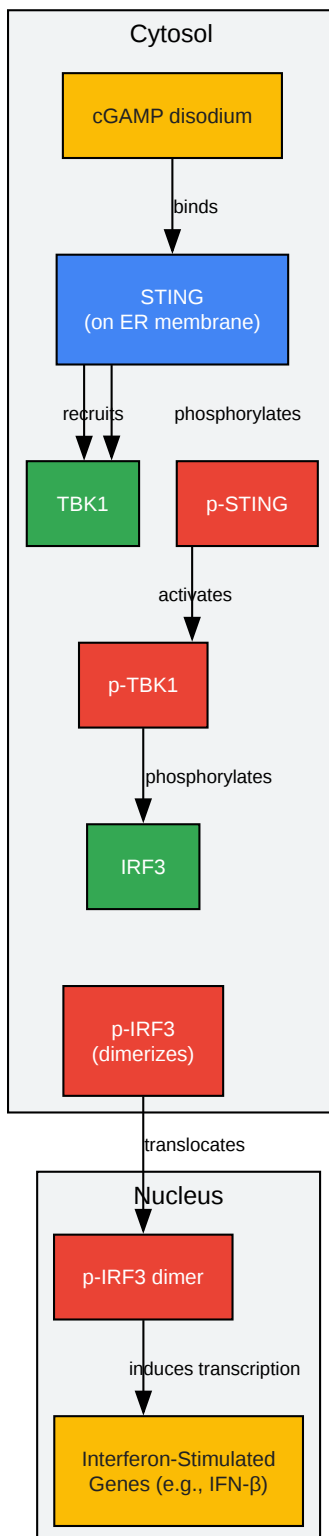 Cytosol
cGAMP disodium
binds
STING
(on ER membrane)
recruits
phosphorylates
TBK1
p-STING
activates
p-TBK1
phosphorylates
IRF3
p-IRF3
(dimerizes)
translocates
Nucleus
p-IRF3 dimer
induces transcription
Interferon-Stimulated
Genes (e.g., IFN-β)